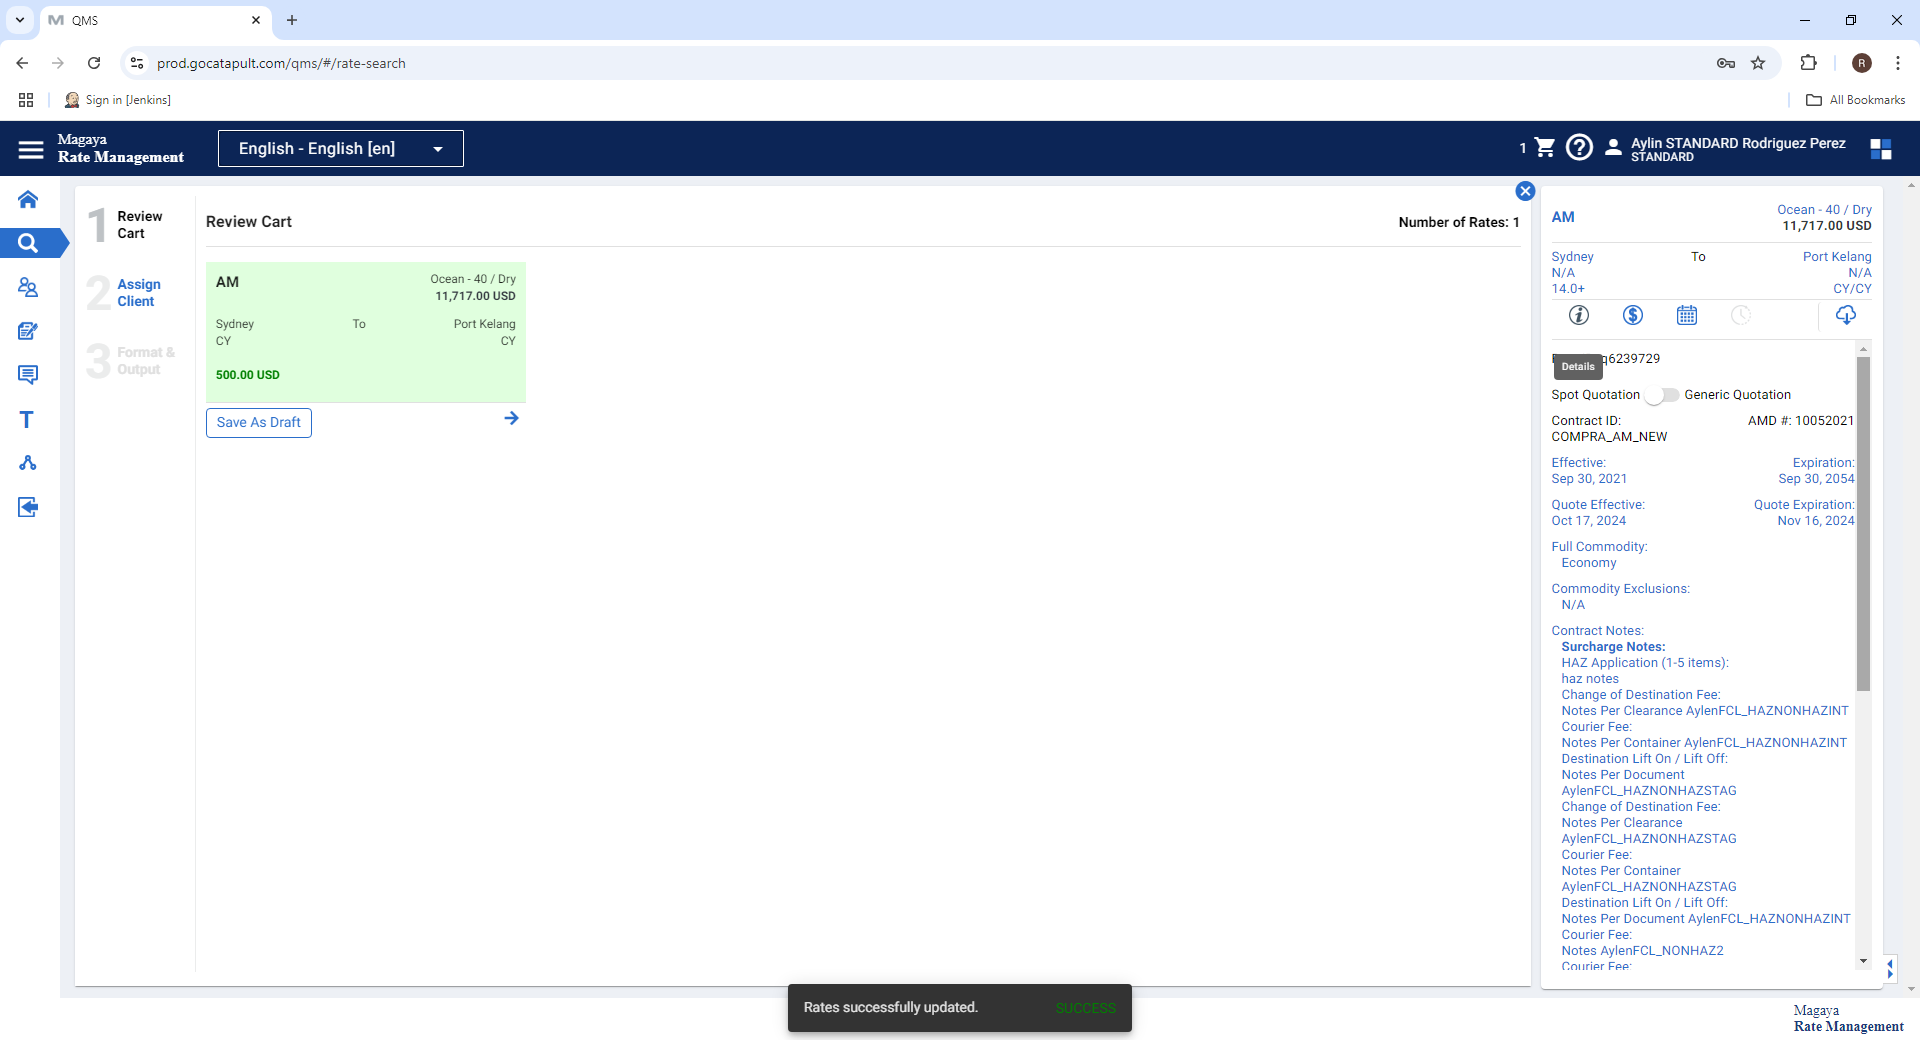 QMS
prod.gocatapult.com/qms/#/rate-search
R
Sign in [Jenkins]
All Bookmarks
Magaya
Rate Management
English - English [en]
1
Aylin STANDARD Rodriguez Perez
STANDARD
1
Review
Cart
2
Assign
Client
3
Format &
Output
Review Cart
Number of Rates: 1
AM
Ocean - 40 / Dry
11,717.00 USD
Sydney
To
Port Kelang
CY
CY
500.00 USD
Save As Draft
AM
Ocean - 40 / Dry
11,717.00 USD
Sydney
To
Port Kelang
N/A
N/A
14.0+
CY/CY
q6239729
Details
Spot Quotation
Generic Quotation
Contract ID:
AMD #: 10052021
COMPRA_AM_NEW
Effective:
Expiration:
Sep 30, 2021
Sep 30, 2054
Quote Effective:
Quote Expiration:
Oct 17, 2024
Nov 16, 2024
Full Commodity:
Economy
Commodity Exclusions:
N/A
Contract Notes:
Surcharge Notes:
HAZ Application (1-5 items):
haz notes
Change of Destination Fee:
Notes Per Clearance AylenFCL_HAZNONHAZINT
Courier Fee:
Notes Per Container AylenFCL_HAZNONHAZINT
Destination Lift On / Lift Off:
Notes Per Document
AylenFCL_HAZNONHAZSTAG
Change of Destination Fee:
Notes Per Clearance
AylenFCL_HAZNONHAZSTAG
Courier Fee:
Notes Per Container
AylenFCL_HAZNONHAZSTAG
Destination Lift On / Lift Off:
Notes Per Document AylenFCL_HAZNONHAZINT
Courier Fee:
Notes AylenFCL_NONHAZ2
Courier Fee:
Rates successfully updated.
SUCCESS
Magaya
Rate Management